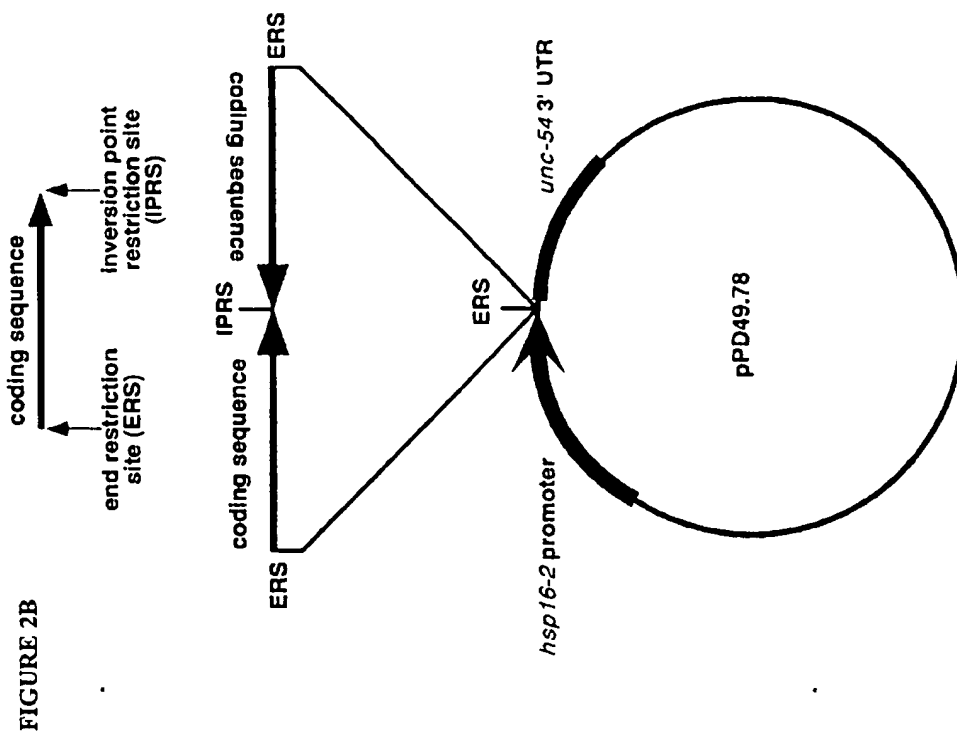 FIGURE 2B
coding sequence
end restriction
site (ERS)
inversion point
restriction site
(IPRS)
IPRS
coding sequence
coding sequence
ERS
ERS
ERS
hsp16-2 promoter
unc-54 3' UTR
pPD49.78